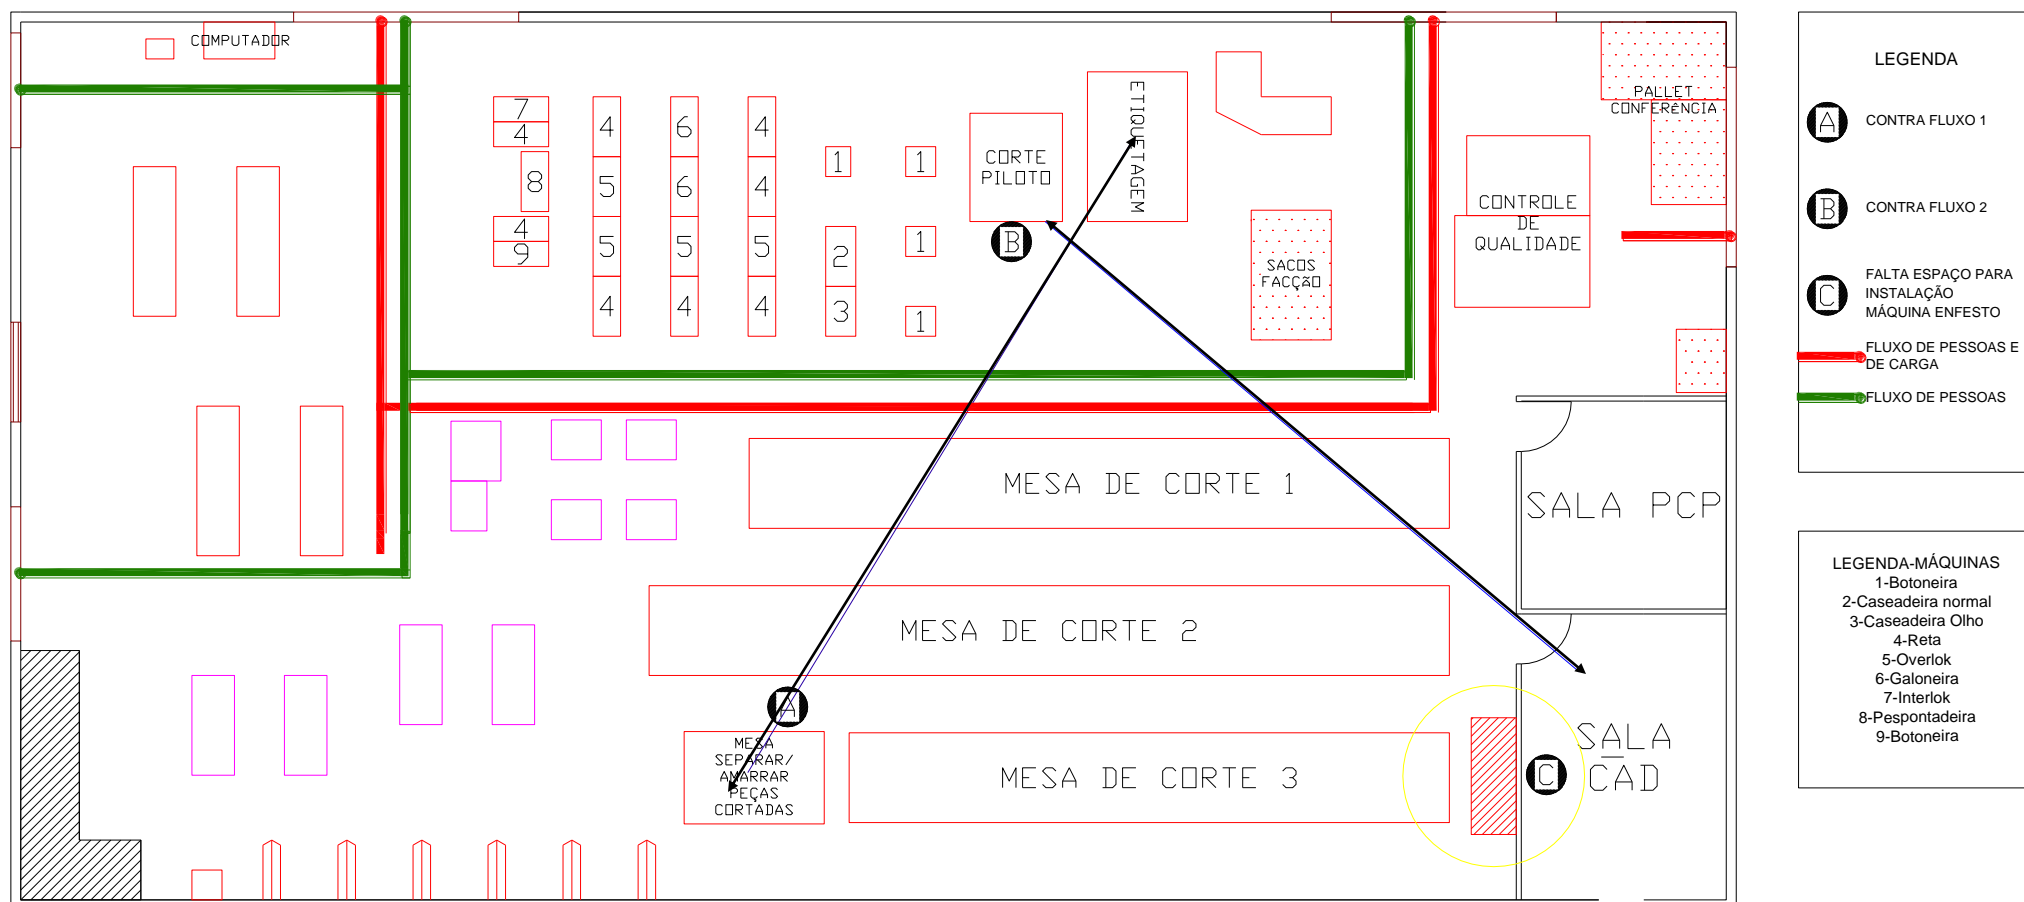 COMPUTADOR
7
4
8
4
9
4
5
5
4
6
6
5
4
4
4
5
4
1
2
3
1
1
1
CORTE
PILOTO
B
ETIQUETAGEM
SACOS
FACÇÃO
CONTROLE
DE
QUALIDADE
PALLET
CONFERÊNCIA
MESA DE CORTE 1
MESA DE CORTE 2
MESA DE CORTE 3
A
MESA
SEPARAR/
AMARRAR
PEÇAS
CORTADAS
SALA PCP
C
SALA
CAD
LEGENDA
A
CONTRA FLUXO 1
B
CONTRA FLUXO 2
C
FALTA ESPAÇO PARA
INSTALAÇÃO
MÁQUINA ENFESTO
FLUXO DE PESSOAS E
DE CARGA
FLUXO DE PESSOAS
LEGENDA-MÁQUINAS
1-Botoneira
2-Caseadeira normal
3-Caseadeira Olho
4-Reta
5-Overlok
6-Galoneira
7-Interlok
8-Pespontadeira
9-Botoneira